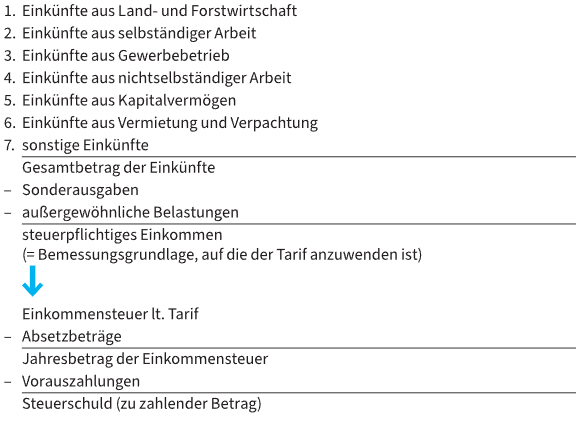 1. Einkünfte aus Land- und Forstwirtschaft
2. Einkünfte aus selbständiger Arbeit
3. Einkünfte aus Gewerbebetrieb
4. Einkünfte aus nichtselbständiger Arbeit
5. Einkünfte aus Kapitalvermögen
6. Einkünfte aus Vermietung und Verpachtung
7. sonstige Einkünfte
Gesamtbetrag der Einkünfte
– Sonderausgaben
– außergewöhnliche Belastungen
steuerpflichtiges Einkommen
(= Bemessungsgrundlage, auf die der Tarif anzuwenden ist)
Einkommensteuer lt. Tarif
– Absetzbeträge
Jahresbetrag der Einkommensteuer
– Vorauszahlungen
Steuerschuld (zu zahlender Betrag)